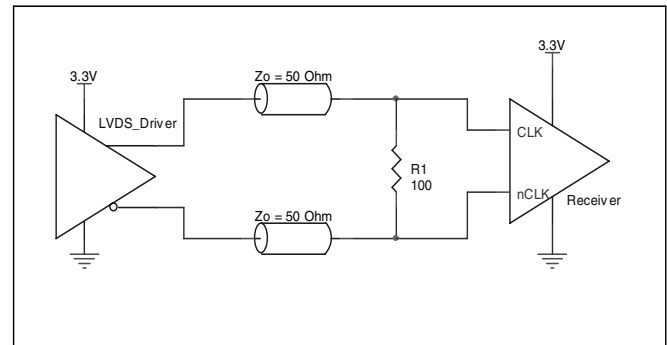 3.3V
LVDS_Driver
Zo = 50 Ohm
Zo = 50 Ohm
R1
100
3.3V
CLK
nCLK
Receiver